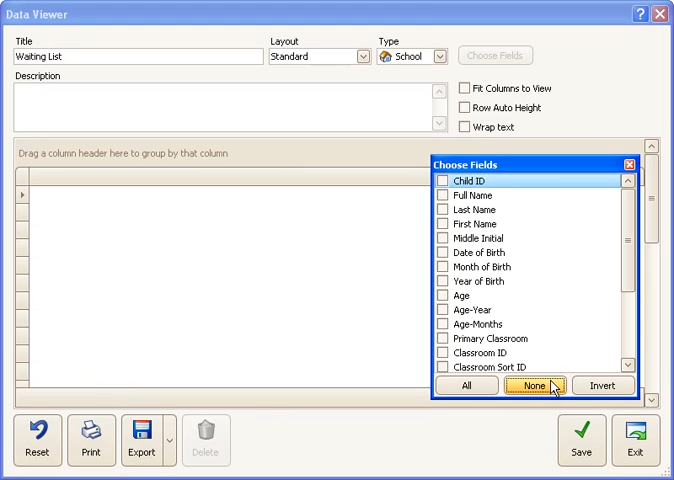 Data Viewer
Title
Layout
Type
Waiting List
Standard
School
Choose Fields
Description
Fit Columns to View
Row Auto Height
Wrap text
Drag a column header here to group by that column
Choose Fields
Child ID
Full Name
Last Name
First Name
Middle Initial
Date of Birth
Month of Birth
Year of Birth
Age
Age-Year
Age-Months
Primary Classroom
Classroom ID
Classroom Sort ID
All
None
Invert
Reset
Print
Export
Delete
Save
Exit